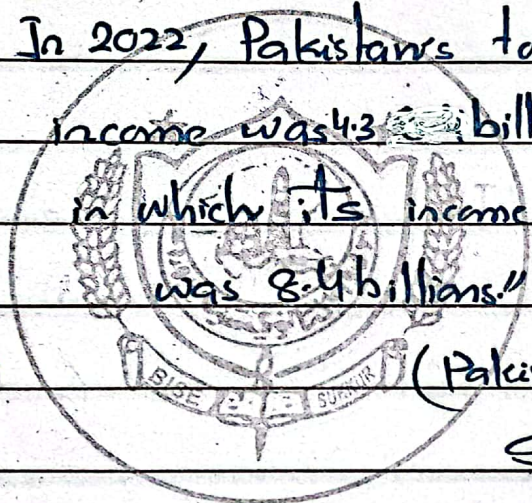 In 2022, Pakistan's to
income was 4.3 bill
in which its income
was 8.4 billions."
BISE SUKKUR
(Paki
S